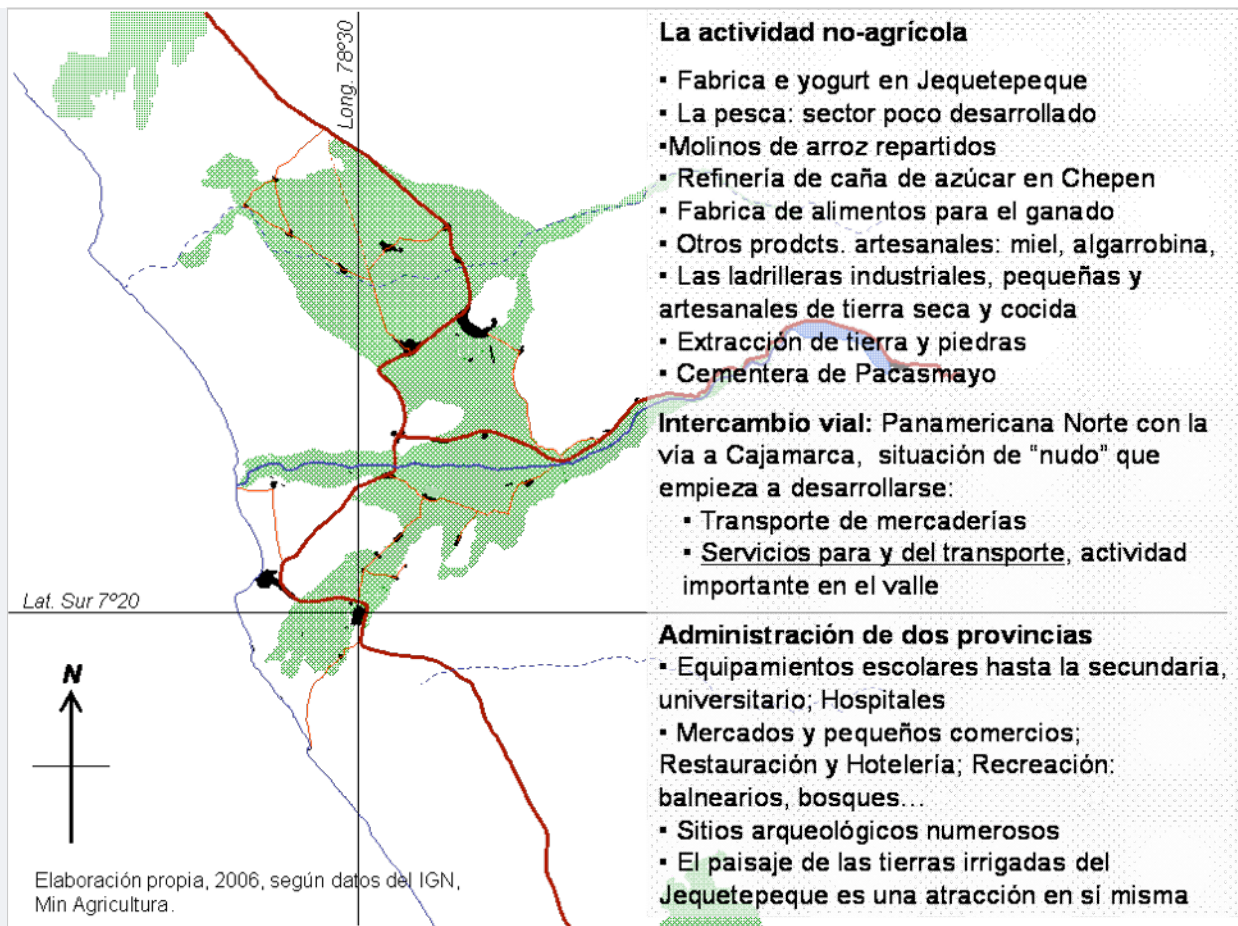 Long. 78º30
Lat. Sur 7º20
N
Elaboración propia, 2006, según datos del IGN,
Min Agricultura.
La actividad no-agrícola
▪ Fabrica e yogurt en Jequetepeque
▪ La pesca: sector poco desarrollado
▪Molinos de arroz repartidos
▪ Refinería de caña de azúcar en Chepen
▪ Fabrica de alimentos para el ganado
▪ Otros prodcts. artesanales: miel, algarrobina,
▪ Las ladrilleras industriales, pequeñas y
artesanales de tierra seca y cocida
▪ Extracción de tierra y piedras
▪ Cementera de Pacasmayo
Intercambio vial: Panamericana Norte con la
vía a Cajamarca, situación de "nudo" que
empieza a desarrollarse:
▪ Transporte de mercaderías
▪ Servicios para y del transporte, actividad
importante en el valle
Administración de dos provincias
▪ Equipamientos escolares hasta la secundaria,
universitario; Hospitales
▪ Mercados y pequeños comercios;
Restauración y Hotelería; Recreación:
balnearios, bosques…
▪ Sitios arqueológicos numerosos
▪ El paisaje de las tierras irrigadas del
Jequetepeque es una atracción en sí misma